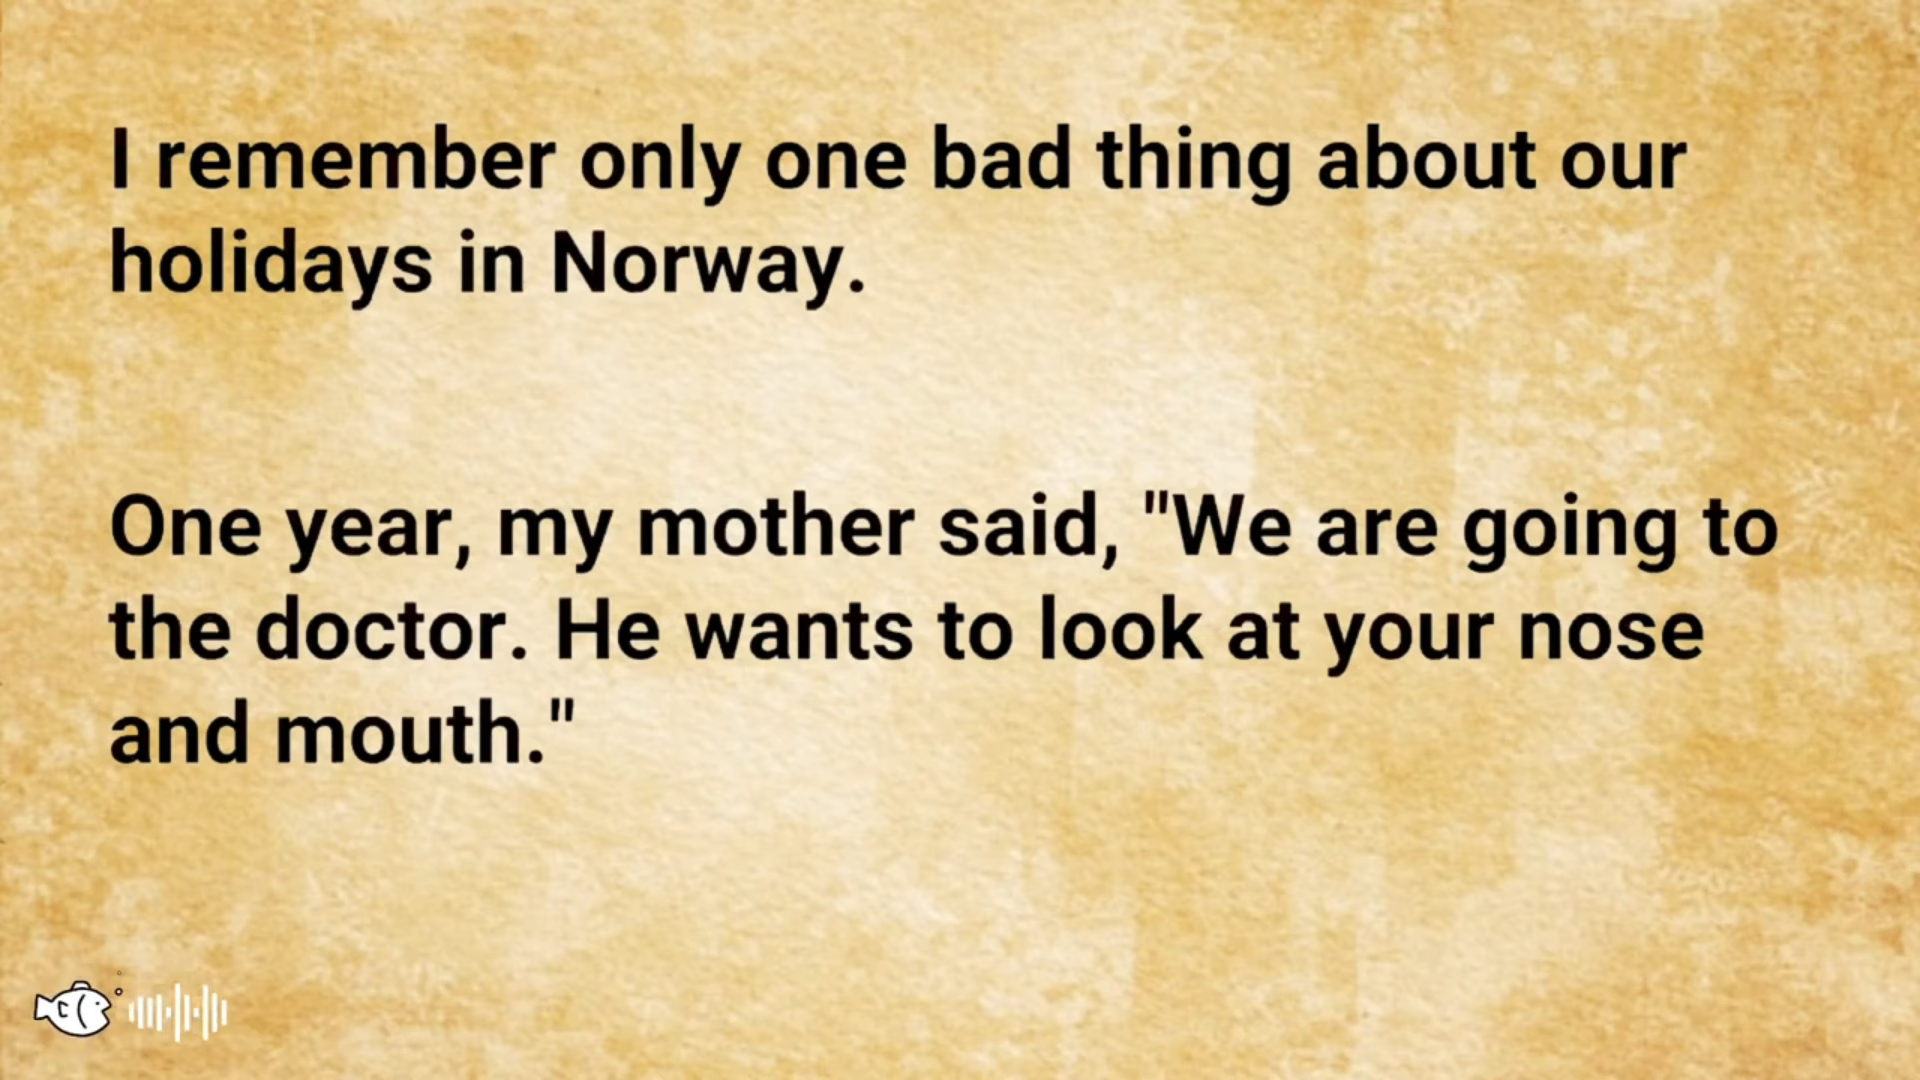 I remember only one bad thing about our
holidays in Norway.
One year, my mother said, "We are going to
the doctor. He wants to look at your nose
and mouth."